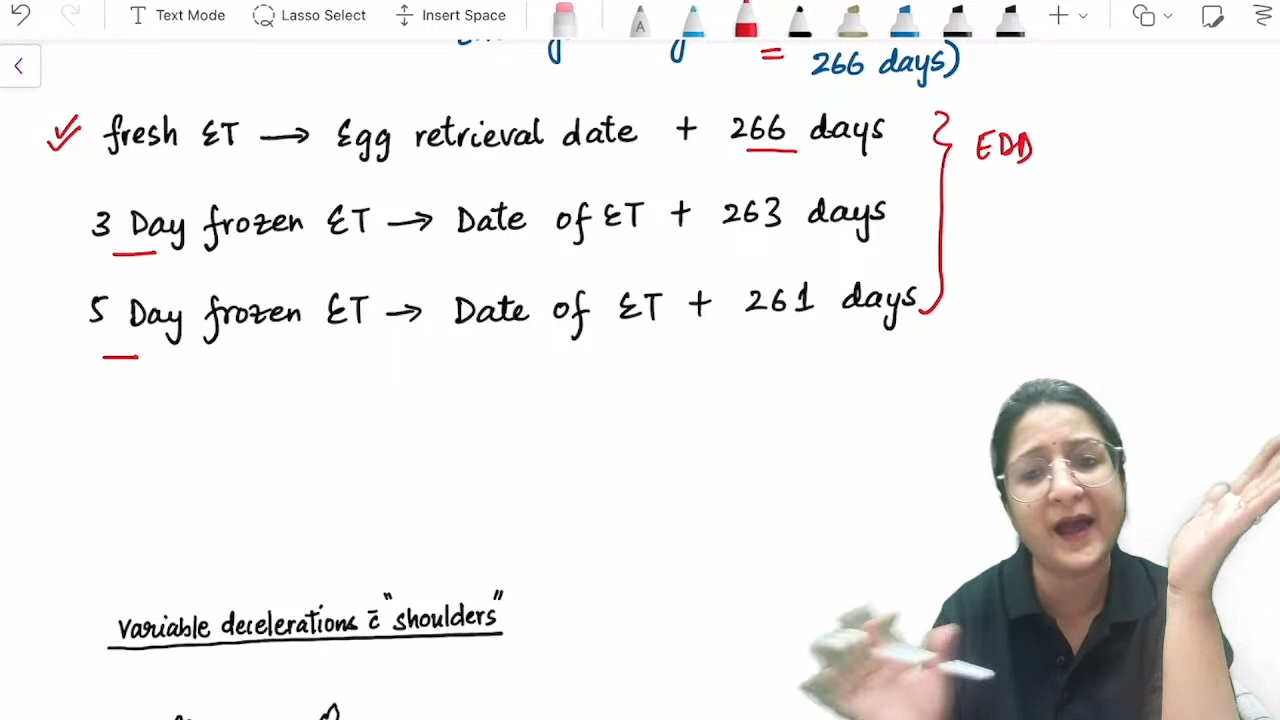 Text Mode Lasso Select Insert Space
= 266 days)
fresh ET → Egg retrieval date + 266 days
EDD
3 Day frozen ET → Date of ET + 263 days
5 Day frozen ET → Date of ET + 261 days
Variable decelerations c̄ "shoulders"